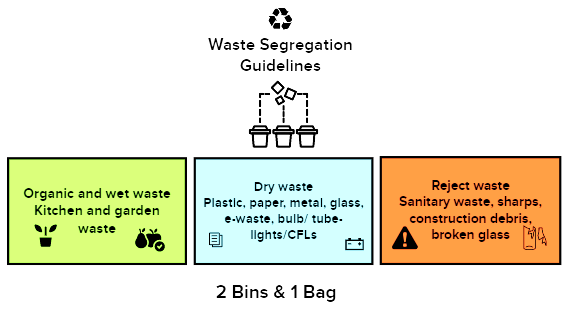 Waste Segregation
Guidelines
Organic and wet waste
Kitchen and garden
waste
Dry waste
Plastic, paper, metal, glass,
e-waste, bulb/ tube-
lights/CFLs
Reject waste
Sanitary waste, sharps,
construction debris,
broken glass
2 Bins & 1 Bag